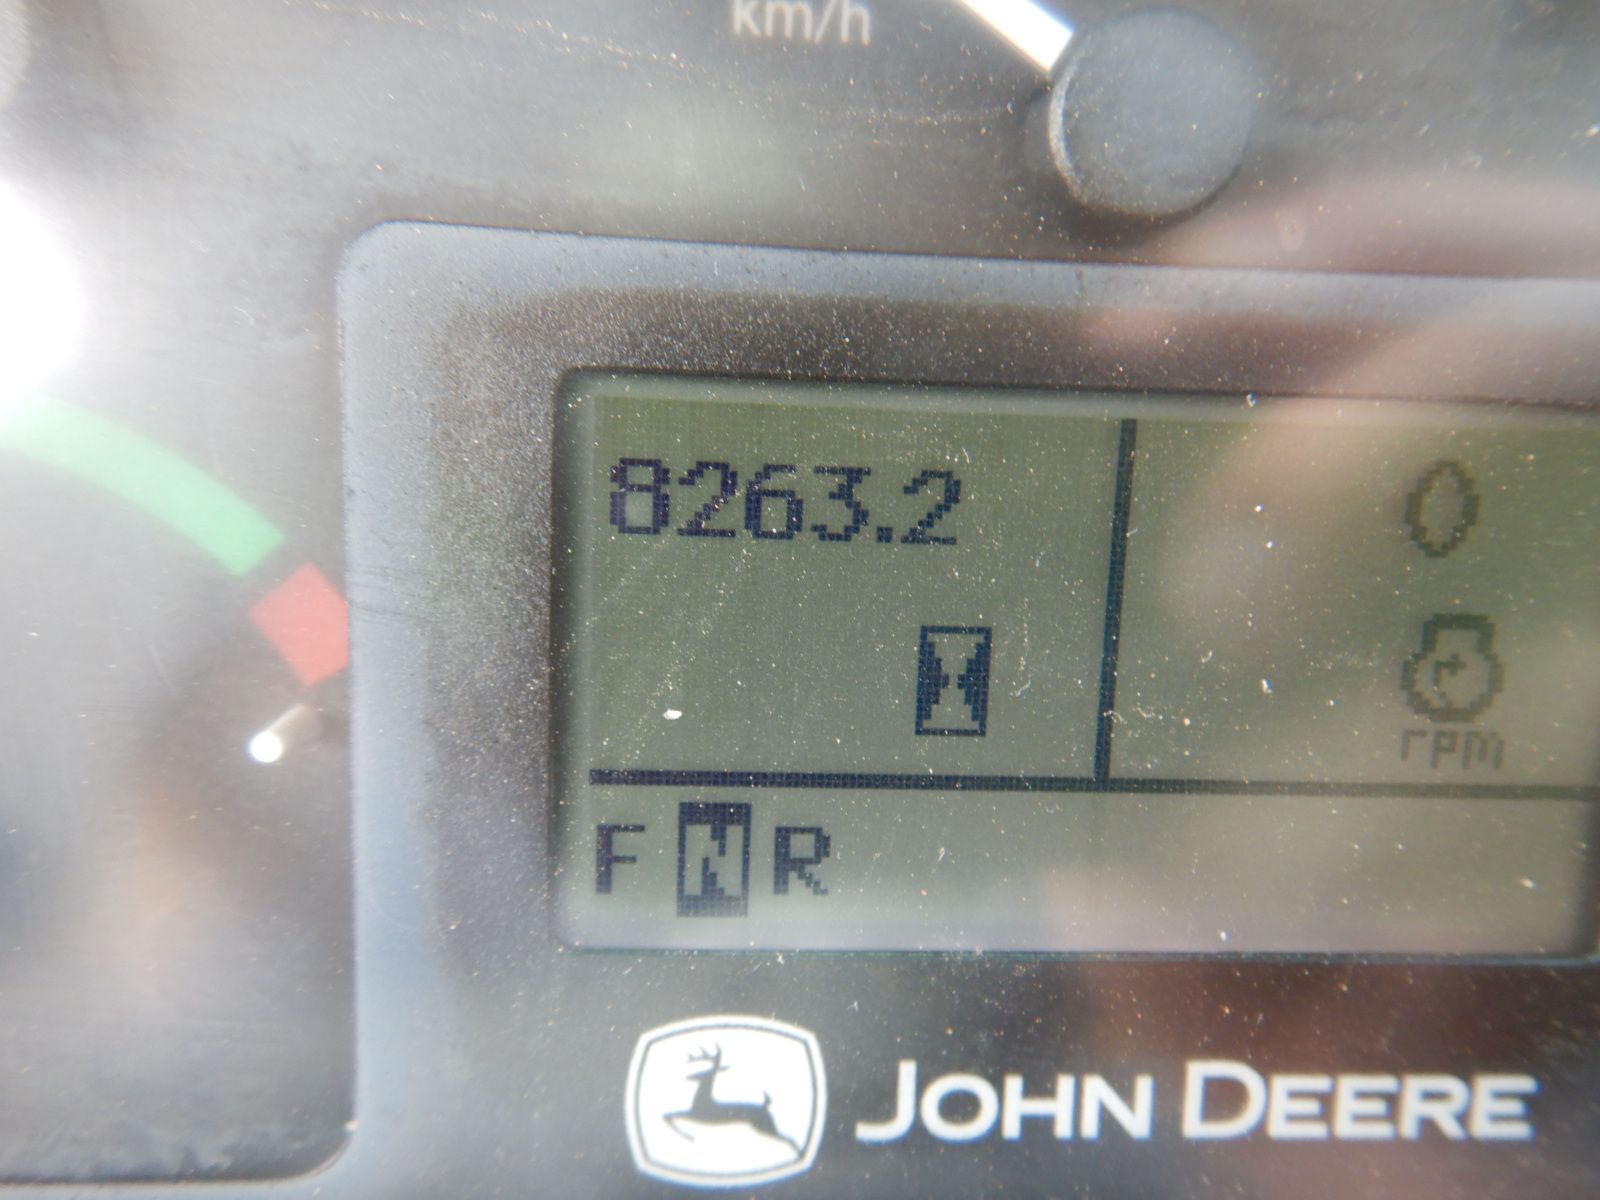 km/h
8263.2
0
rpm
F N R
JOHN DEERE